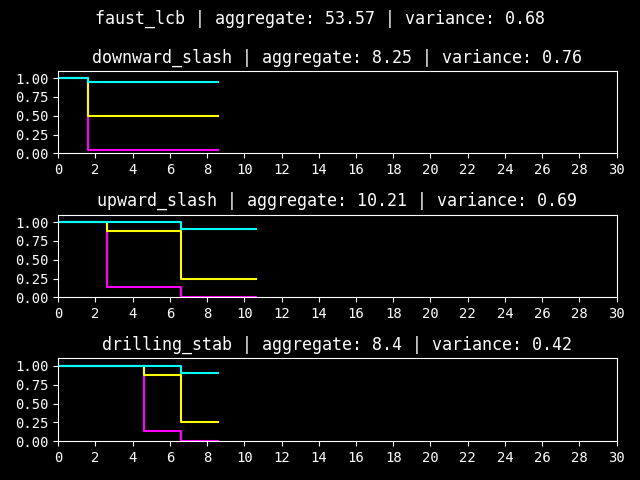 faust_lcb | aggregate: 53.57 | variance: 0.68
downward_slash | aggregate: 8.25 | variance: 0.76
1.00
0.75
0.50
0.25
0.00
0 2 4 6 8 10 12 14 16 18 20 22 24 26 28 30
upward_slash | aggregate: 10.21 | variance: 0.69
1.00
0.75
0.50
0.25
0.00
0 2 4 6 8 10 12 14 16 18 20 22 24 26 28 30
drilling_stab | aggregate: 8.4 | variance: 0.42
1.00
0.75
0.50
0.25
0.00
0 2 4 6 8 10 12 14 16 18 20 22 24 26 28 30